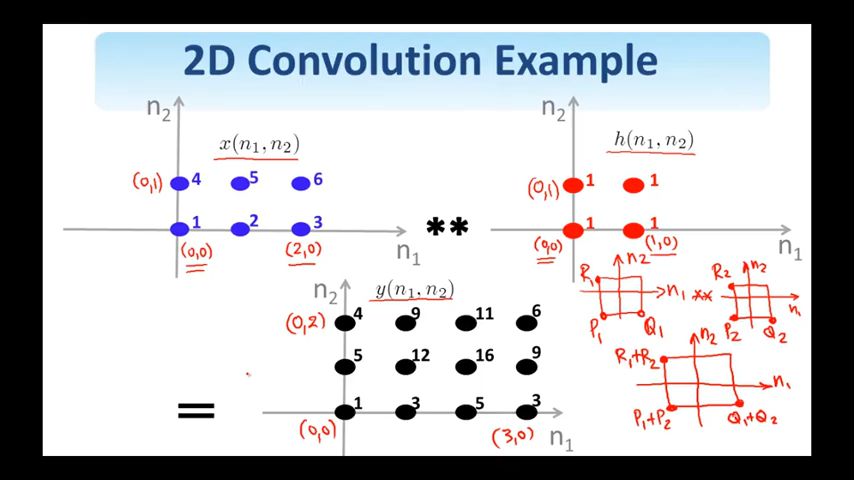 2D Convolution Example
n2
x(n1, n2)
(0,1) 4 5 6
1 2 3
(0,0) (2,0) n1
**
n2
h(n1, n2)
(0,1) 1 1
1 1
(0,0) (1,0) n1
=
n2 y(n1, n2)
(0,2) 4 9 11 6
5 12 16 9
1 3 5 3
(0,0) (3,0) n1
R1 n2
n1
P1 Q1
**
R2 n2
n1
P2 Q2
n2
R1+R2
n1
P1+P2 Q1+Q2